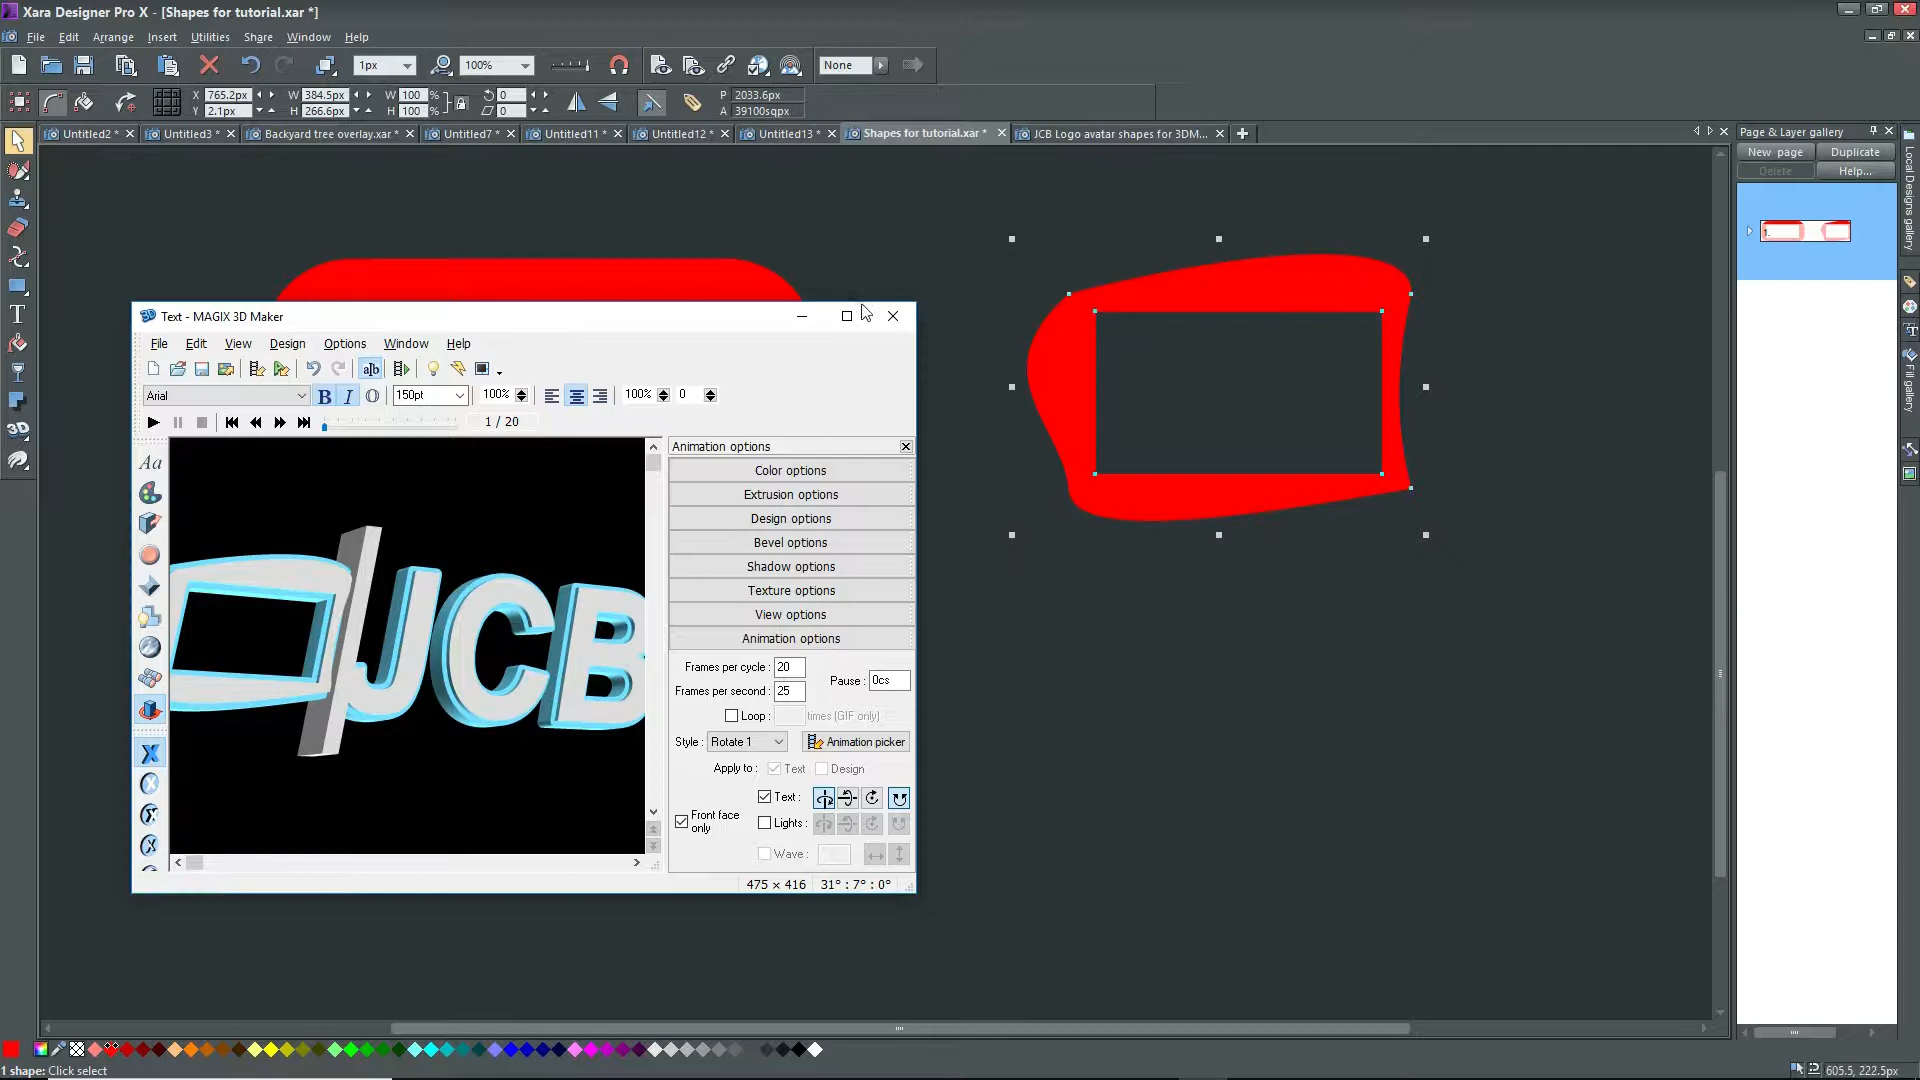 Xara Designer Pro X - [Shapes for tutorial.xar *]
File Edit Arrange Insert Utilities Share Window Help
1px 100% None
X 765.2px W 384.5px W 100 % 0 P 2033.6px
Y 2.1px H 266.6px H 100 % 0 A 39100sqpx
Untitled2 * Untitled3 * Backyard tree overlay.xar * Untitled7 * Untitled11 * Untitled12 * Untitled13 * Shapes for tutorial.xar * JCB Logo avatar shapes for 3DM...
Page & Layer gallery
New page Duplicate
Delete Help...
1.
Local Designs gallery
Fill gallery
Text - MAGIX 3D Maker
File Edit View Design Options Window Help
Arial B I O 150pt 100% 100% 0
1 / 20
Aa
JCB
Animation options
Color options
Extrusion options
Design options
Bevel options
Shadow options
Texture options
View options
Animation options
Frames per cycle : 20
Pause : 0cs
Frames per second : 25
Loop : times (GIF only)
Style : Rotate 1 Animation picker
Apply to : Text Design
Text :
Front face only
Lights :
Wave :
475 × 416 31° : 7° : 0°
1 shape: Click select
605.5, 222.5px